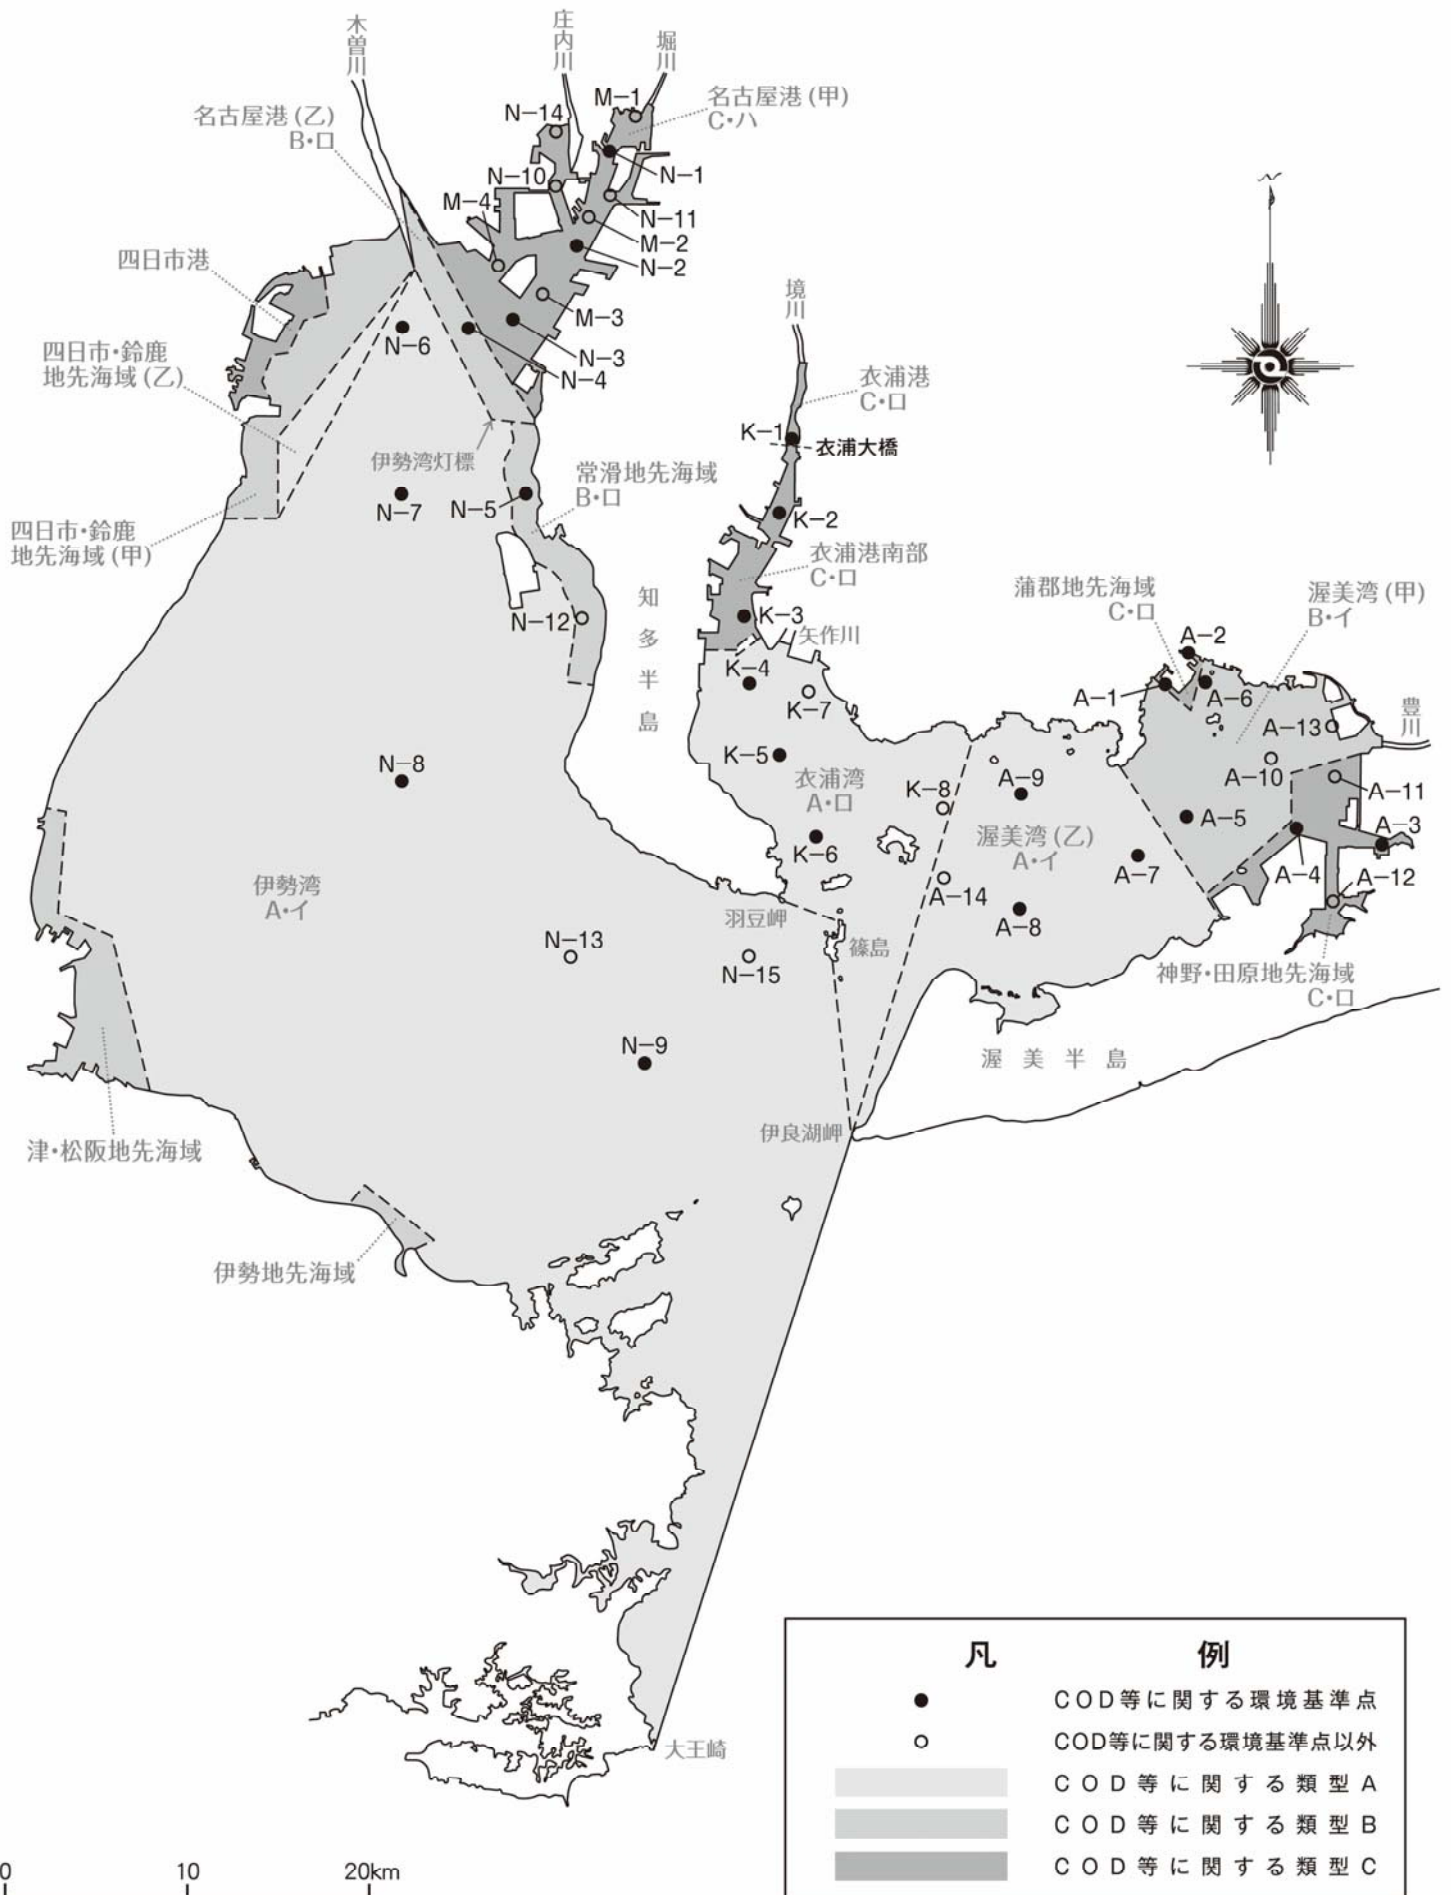 木曽川
庄内川
堀川
名古屋港(甲)
C・ハ
M-1
N-14
名古屋港(乙)
B・ロ
N-1
N-10
M-4
N-11
M-2
N-2
四日市港
M-3
N-6
N-3
N-4
四日市・鈴鹿
地先海域(乙)
境川
衣浦港
C・ロ
K-1
衣浦大橋
伊勢湾灯標
常滑地先海域
B・ロ
N-7
N-5
K-2
四日市・鈴鹿
地先海域(甲)
衣浦港南部
C・ロ
蒲郡地先海域
C・ロ
渥美湾(甲)
B・イ
知多半島
N-12
K-3
矢作川
A-2
K-4
K-7
A-1
A-6
A-13
豊川
K-5
N-8
衣浦湾
A・ロ
K-8
A-9
A-10
A-11
A-5
A-3
渥美湾(乙)
A・イ
K-6
A-7
A-4
A-12
伊勢湾
A・イ
A-14
羽豆岬
A-8
N-13
篠島
N-15
神野・田原地先海域
C・ロ
N-9
渥美半島
伊良湖岬
津・松阪地先海域
伊勢地先海域
大王崎
凡例
COD等に関する環境基準点
COD等に関する環境基準点以外
COD等に関する類型A
COD等に関する類型B
COD等に関する類型C
0 10 20km